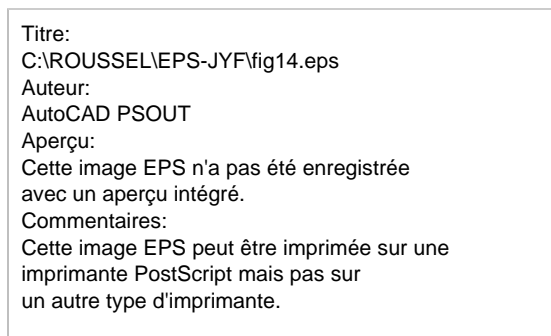 Titre:
C:\ROUSSEL\EPS-JYF\fig14.eps
Auteur:
AutoCAD PSOUT
Aperçu:
Cette image EPS n'a pas été enregistrée
avec un aperçu intégré.
Commentaires:
Cette image EPS peut être imprimée sur une
imprimante PostScript mais pas sur
un autre type d'imprimante.